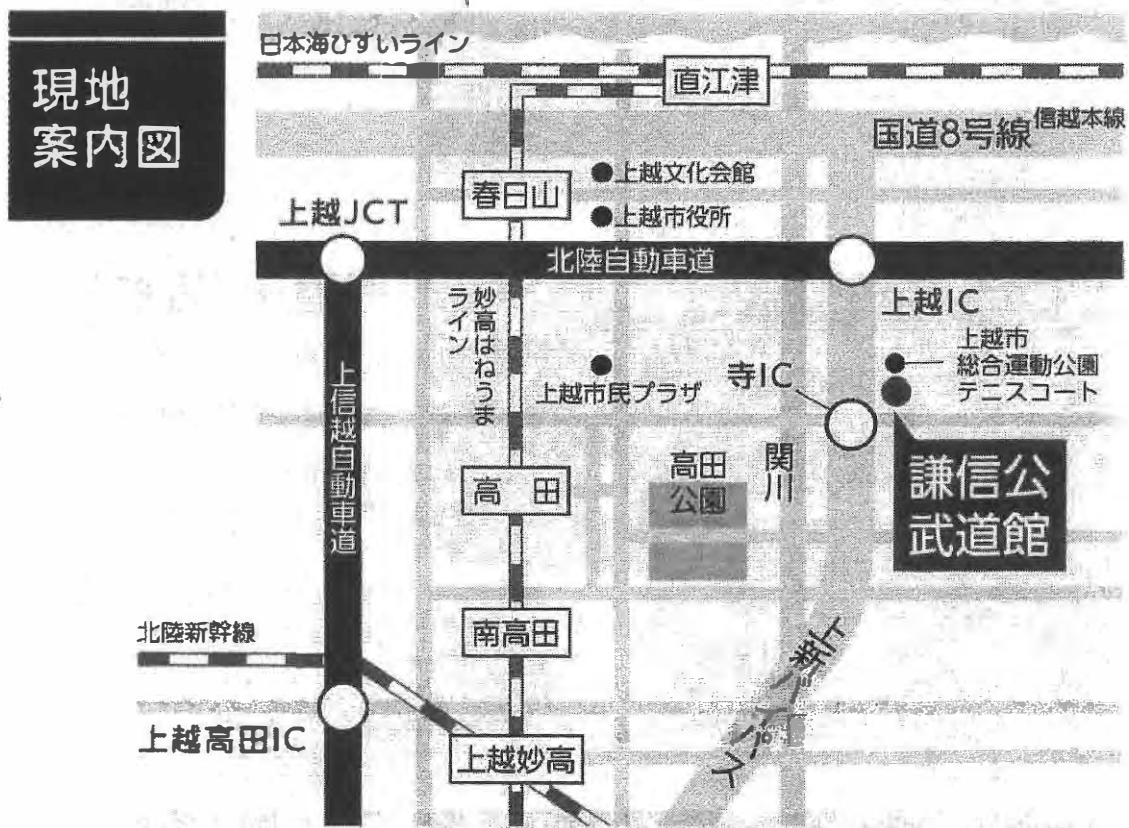 現地
案内図
日本海ひすいライン
直江津
国道8号線
信越本線
春日山
上越文化会館
上越市役所
上越JCT
北陸自動車道
上越IC
妙高はねうま
ライン
上越市
総合運動公園
テニスコート
上越市民プラザ
寺IC
上信越自動車道
高田
高田
公園
関川
謙信公
武道館
南高田
北陸新幹線
上越高田IC
上越妙高
上新バイパス